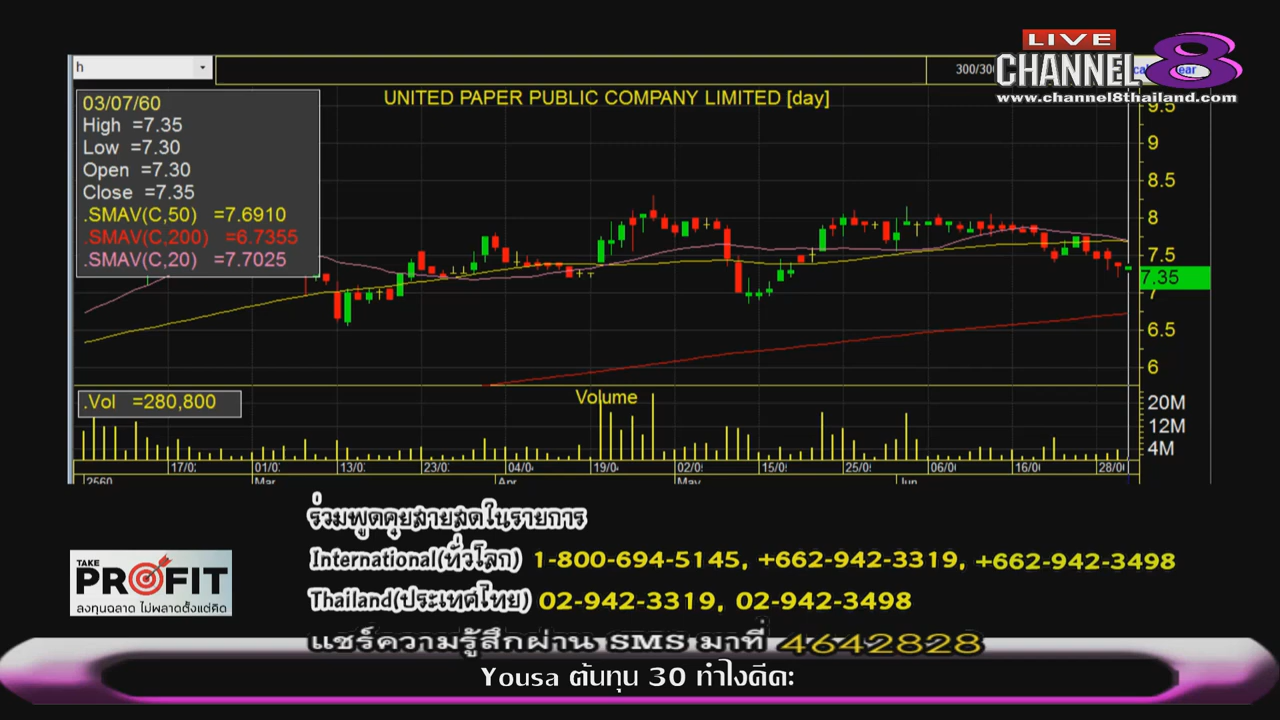 LIVE
CHANNEL 8
www.channel8thailand.com
h
300/300
UNITED PAPER PUBLIC COMPANY LIMITED [day]
03/07/60
High =7.35
Low =7.30
Open =7.30
Close =7.35
.SMAV(C,50) =7.6910
.SMAV(C,200) =6.7355
.SMAV(C,20) =7.7025
9.5
9
8.5
8
7.5
7.35
7
6.5
6
.Vol =280,800
Volume
20M
12M
4M
17/0
01/0
13/0
23/0
04/0
19/0
02/0
15/0
25/0
06/0
16/0
28/0
2560
Mar
Apr
May
Jun
ร่วมพูดคุยสายสดในรายการ
International(ทั่วโลก) 1-800-694-5145, +662-942-3319, +662-942-3498
Thailand(ประเทศไทย) 02-942-3319, 02-942-3498
TAKE
PROFIT
ลงทุนฉลาด ไม่พลาดตั้งแต่คิด
แชร์ความรู้สึกผ่าน SMS มาที่ 4642828
Yousa ต้นทุน 30 ทำไงดีคะ